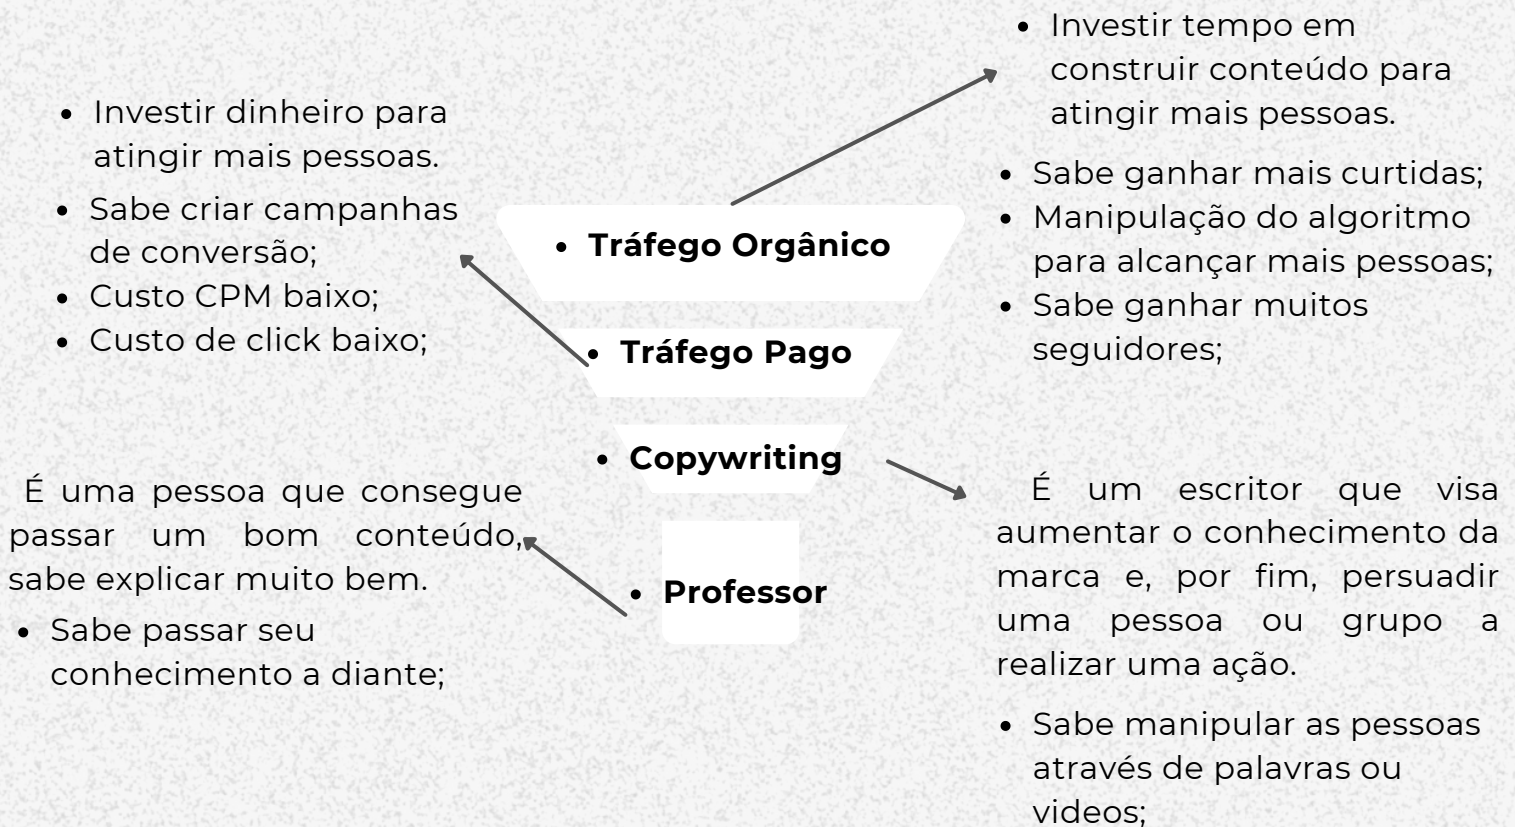 • Investir dinheiro para
atingir mais pessoas.
• Sabe criar campanhas
de conversão;
• Custo CPM baixo;
• Custo de click baixo;
• Investir tempo em
construir conteúdo para
atingir mais pessoas.
• Sabe ganhar mais curtidas;
• Manipulação do algoritmo
para alcançar mais pessoas;
• Sabe ganhar muitos
seguidores;
• Tráfego Orgânico
• Tráfego Pago
• Copywriting
• Professor
É uma pessoa que consegue
passar um bom conteúdo,
sabe explicar muito bem.
• Sabe passar seu
conhecimento a diante;
É um escritor que visa
aumentar o conhecimento da
marca e, por fim, persuadir
uma pessoa ou grupo a
realizar uma ação.
• Sabe manipular as pessoas
através de palavras ou
videos;